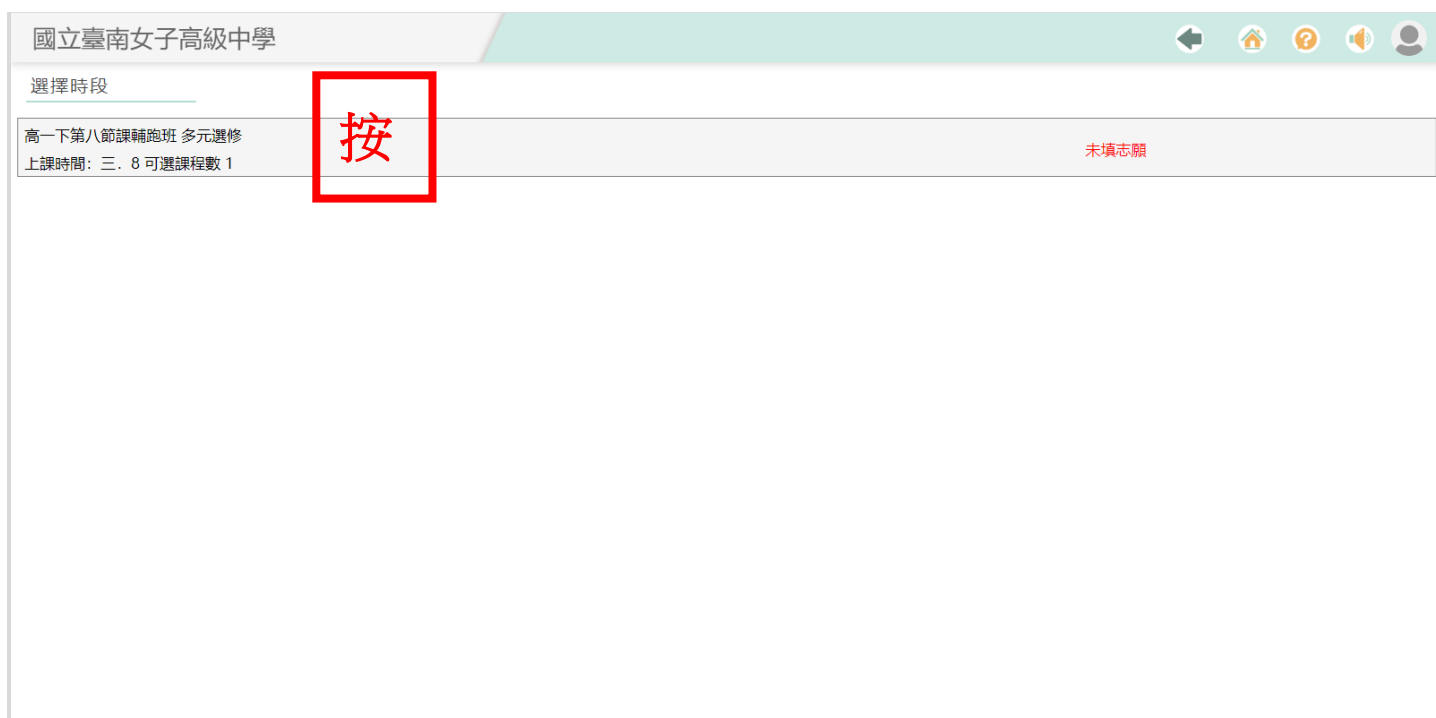 國立臺南女子高級中學
選擇時段
高一下第八節課輔跑班 多元選修
上課時間：三．8 可選課程數 1
按
未填志願